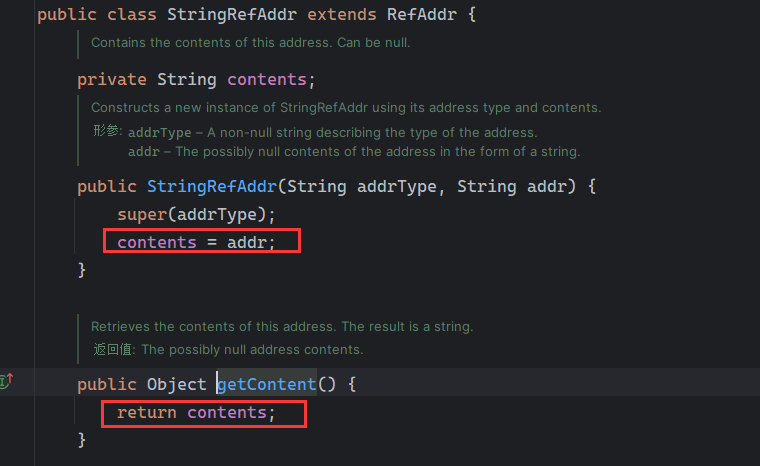 public class StringRefAddr extends RefAddr {
Contains the contents of this address. Can be null.
private String contents;
Constructs a new instance of StringRefAddr using its address type and contents.
形参: addrType – A non-null string describing the type of the address.
addr – The possibly null contents of the address in the form of a string.
public StringRefAddr(String addrType, String addr) {
super(addrType);
contents = addr;
}
Retrieves the contents of this address. The result is a string.
返回值: The possibly null address contents.
public Object getContent() {
return contents;
}